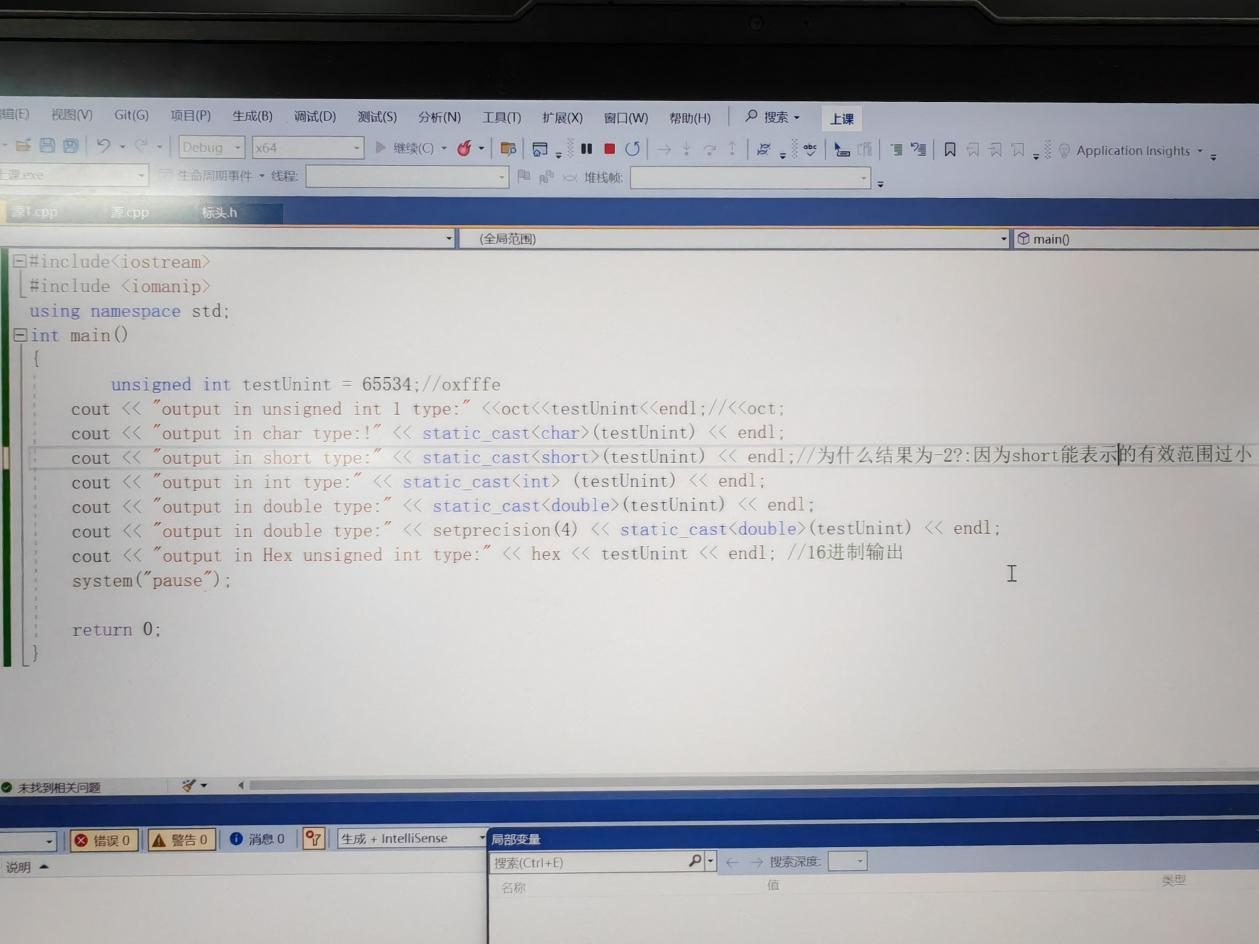 视图(V) Git(G) 项目(P) 生成(B) 调试(D) 测试(S) 分析(N) 工具(T) 扩展(X) 窗口(W) 帮助(H) 搜索 上课
Debug x64 继续(C) Application Insights
生命周期事件 线程: 堆栈帧:
源1.cpp 源.cpp 标头.h
(全局范围) main()
#include<iostream>
#include <iomanip>
using namespace std;
int main()
{
unsigned int testUnint = 65534;//oxfffe
cout << "output in unsigned int l type:" <<oct<<testUnint<<endl;//<<oct;
cout << "output in char type:!" << static_cast<char>(testUnint) << endl;
cout << "output in short type:" << static_cast<short>(testUnint) << endl;//为什么结果为-2?:因为short能表示的有效范围过小
cout << "output in int type:" << static_cast<int> (testUnint) << endl;
cout << "output in double type:" << static_cast<double>(testUnint) << endl;
cout << "output in double type:" << setprecision(4) << static_cast<double>(testUnint) << endl;
cout << "output in Hex unsigned int type:" << hex << testUnint << endl; //16进制输出
system("pause");
return 0;
}
未找到相关问题
错误 0 警告 0 消息 0 生成 + IntelliSense
局部变量
说明
搜索(Ctrl+E) 搜索深度:
名称 值 类型